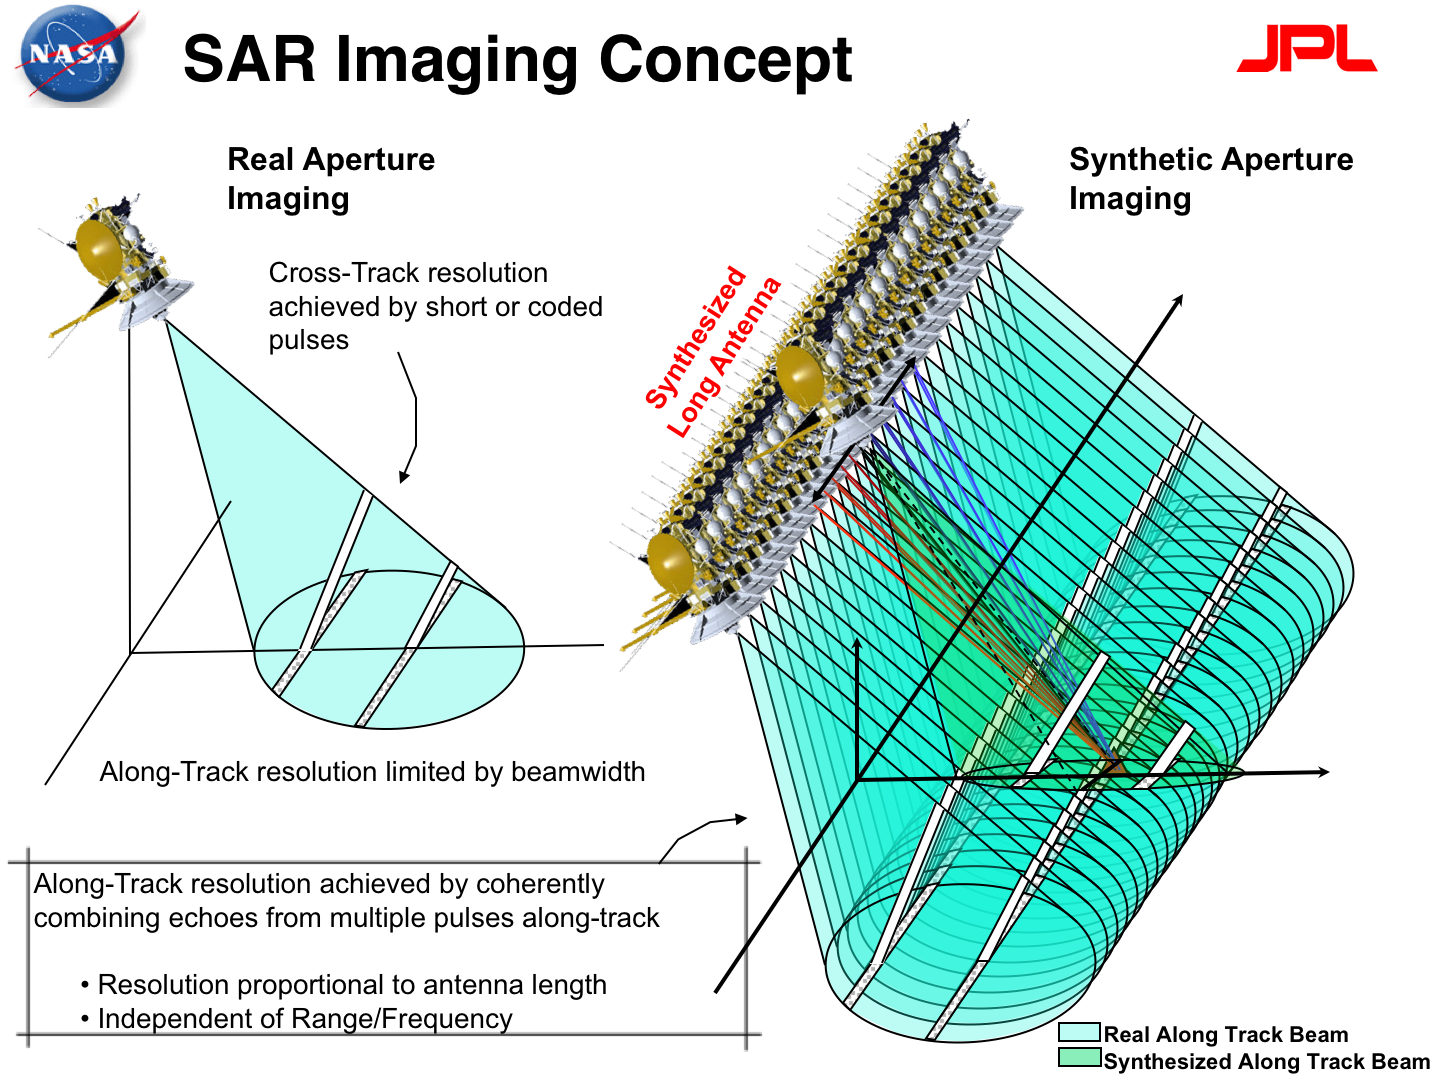 NASA
SAR Imaging Concept
JPL
Real Aperture
Imaging
Cross-Track resolution
achieved by short or coded
pulses
Along-Track resolution limited by beamwidth
Synthesized
Long Antenna
Synthetic Aperture
Imaging
Along-Track resolution achieved by coherently
combining echoes from multiple pulses along-track
• Resolution proportional to antenna length
• Independent of Range/Frequency
Real Along Track Beam
Synthesized Along Track Beam